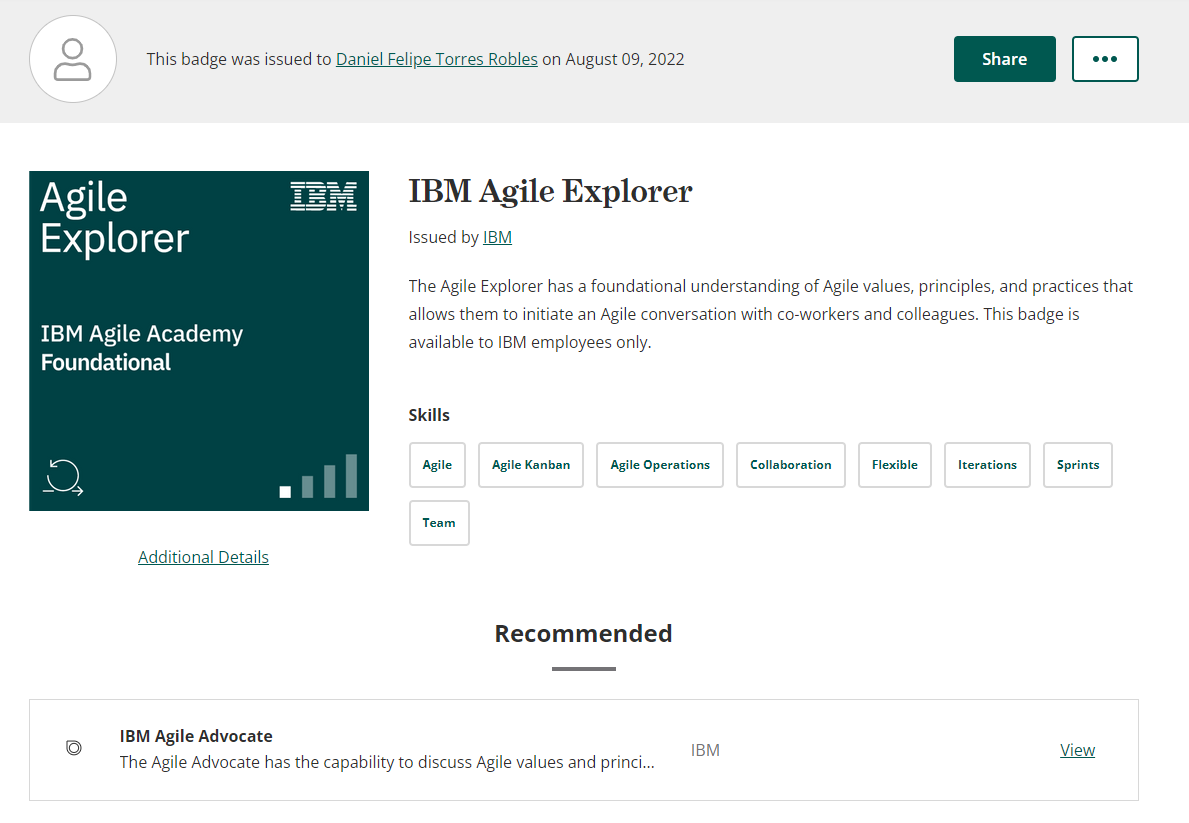 This badge was issued to Daniel Felipe Torres Robles on August 09, 2022
Share
Agile
Explorer
IBM
IBM Agile Academy
Foundational
Additional Details
IBM Agile Explorer
Issued by IBM
The Agile Explorer has a foundational understanding of Agile values, principles, and practices that
allows them to initiate an Agile conversation with co-workers and colleagues. This badge is
available to IBM employees only.
Skills
Agile
Agile Kanban
Agile Operations
Collaboration
Flexible
Iterations
Sprints
Team
Recommended
IBM Agile Advocate
The Agile Advocate has the capability to discuss Agile values and princi...
IBM
View